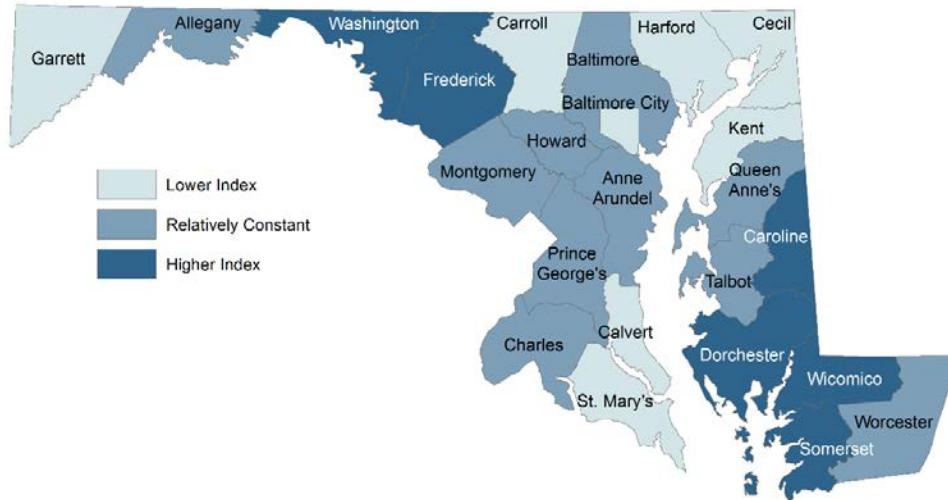 Garrett
Allegany
Washington
Frederick
Carroll
Baltimore
Baltimore City
Harford
Cecil
Kent
Queen
Anne's
Howard
Montgomery
Anne
Arundel
Caroline
Prince
George's
Talbot
Charles
Calvert
St. Mary's
Dorchester
Wicomico
Worcester
Somerset
Lower Index
Relatively Constant
Higher Index